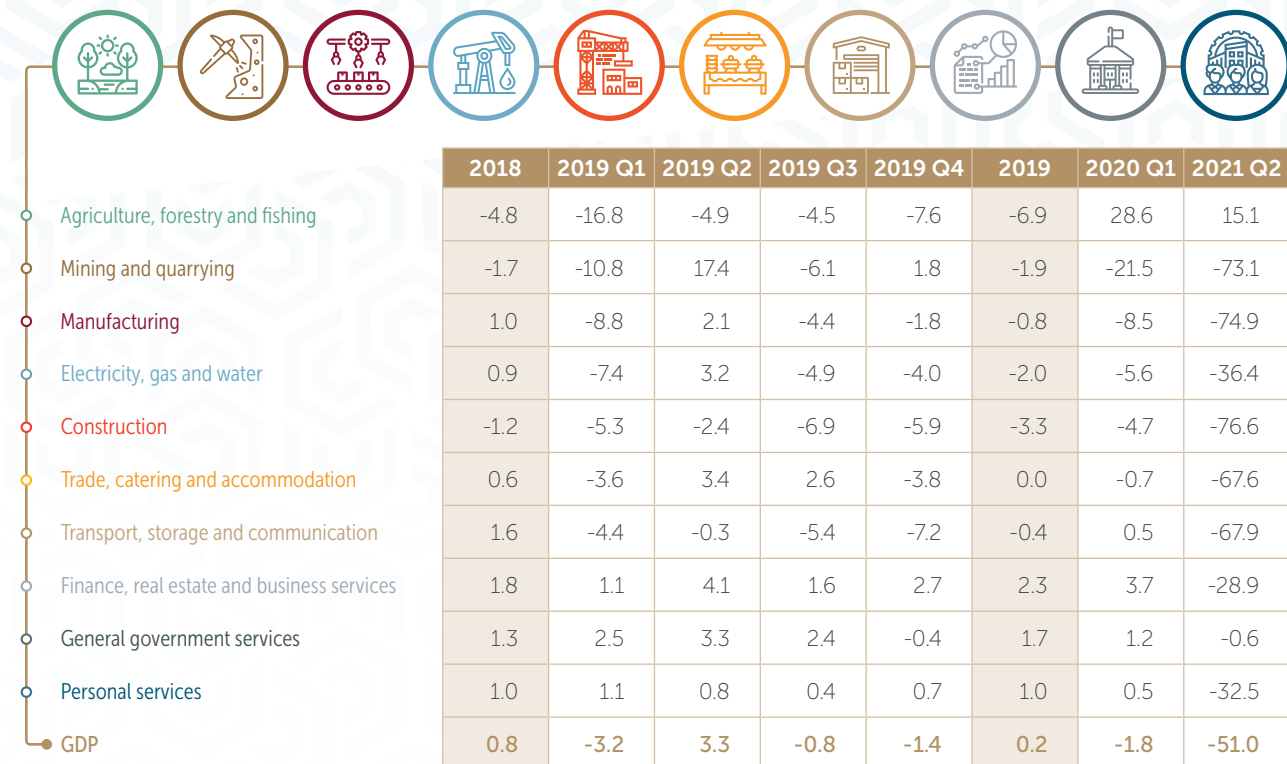 2018 2019 Q1 2019 Q2 2019 Q3 2019 Q4 2019 2020 Q1 2021 Q2
Agriculture, forestry and fishing -4.8 -16.8 -4.9 -4.5 -7.6 -6.9 28.6 15.1
Mining and quarrying -1.7 -10.8 17.4 -6.1 1.8 -1.9 -21.5 -73.1
Manufacturing 1.0 -8.8 2.1 -4.4 -1.8 -0.8 -8.5 -74.9
Electricity, gas and water 0.9 -7.4 3.2 -4.9 -4.0 -2.0 -5.6 -36.4
Construction -1.2 -5.3 -2.4 -6.9 -5.9 -3.3 -4.7 -76.6
Trade, catering and accommodation 0.6 -3.6 3.4 2.6 -3.8 0.0 -0.7 -67.6
Transport, storage and communication 1.6 -4.4 -0.3 -5.4 -7.2 -0.4 0.5 -67.9
Finance, real estate and business services 1.8 1.1 4.1 1.6 2.7 2.3 3.7 -28.9
General government services 1.3 2.5 3.3 2.4 -0.4 1.7 1.2 -0.6
Personal services 1.0 1.1 0.8 0.4 0.7 1.0 0.5 -32.5
GDP 0.8 -3.2 3.3 -0.8 -1.4 0.2 -1.8 -51.0